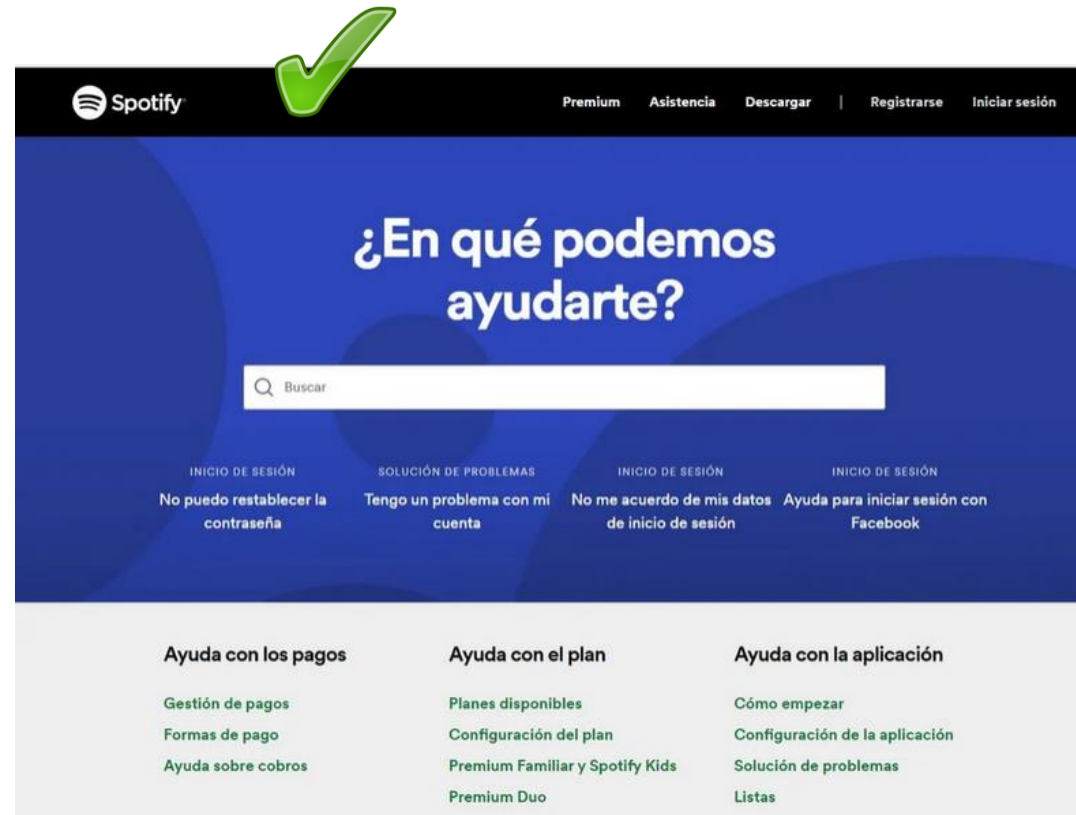 Spotify
Premium Asistencia Descargar | Registrarse Iniciar sesión
¿En qué podemos
ayudarte?
Buscar
INICIO DE SESIÓN
No puedo restablecer la
contraseña
SOLUCIÓN DE PROBLEMAS
Tengo un problema con mi
cuenta
INICIO DE SESIÓN
No me acuerdo de mis datos
de inicio de sesión
INICIO DE SESIÓN
Ayuda para iniciar sesión con
Facebook
Ayuda con los pagos
Gestión de pagos
Formas de pago
Ayuda sobre cobros
Ayuda con el plan
Planes disponibles
Configuración del plan
Premium Familiar y Spotify Kids
Premium Duo
Ayuda con la aplicación
Cómo empezar
Configuración de la aplicación
Solución de problemas
Listas